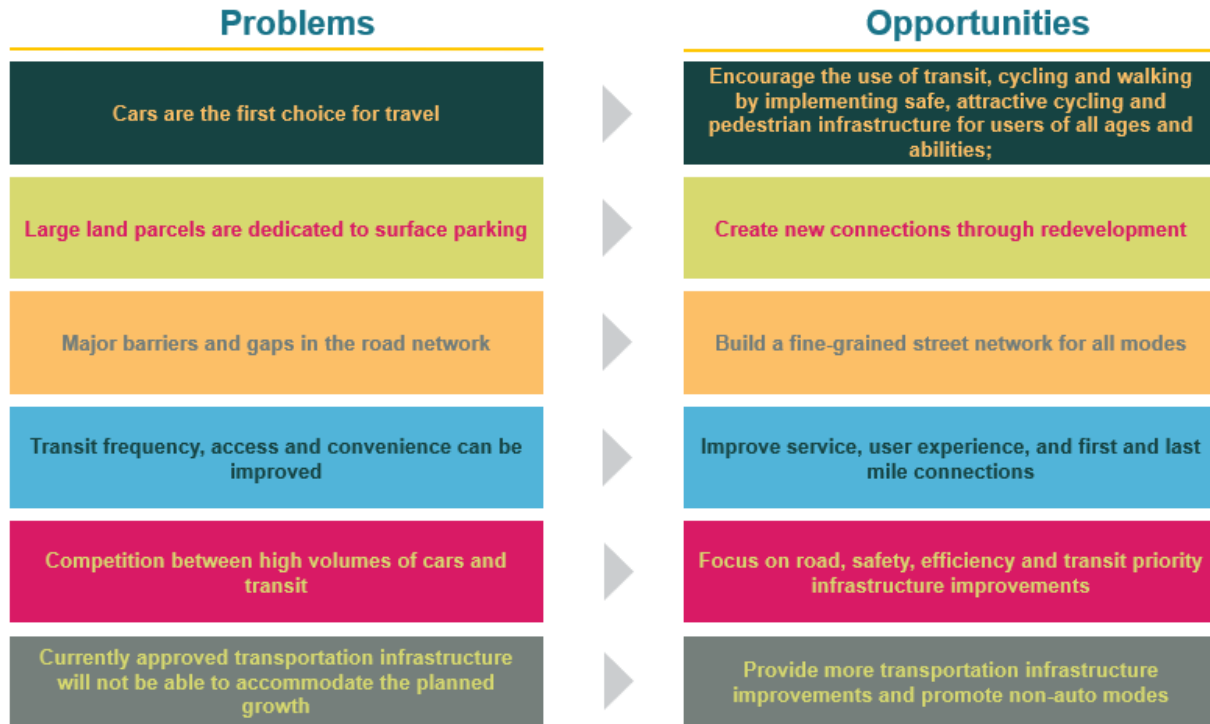 Problems
Opportunities
Cars are the first choice for travel
Encourage the use of transit, cycling and walking
by implementing safe, attractive cycling and
pedestrian infrastructure for users of all ages and
abilities;
Large land parcels are dedicated to surface parking
Create new connections through redevelopment
Major barriers and gaps in the road network
Build a fine-grained street network for all modes
Transit frequency, access and convenience can be
improved
Improve service, user experience, and first and last
mile connections
Competition between high volumes of cars and
transit
Focus on road, safety, efficiency and transit priority
infrastructure improvements
Currently approved transportation infrastructure
will not be able to accommodate the planned
growth
Provide more transportation infrastructure
improvements and promote non-auto modes